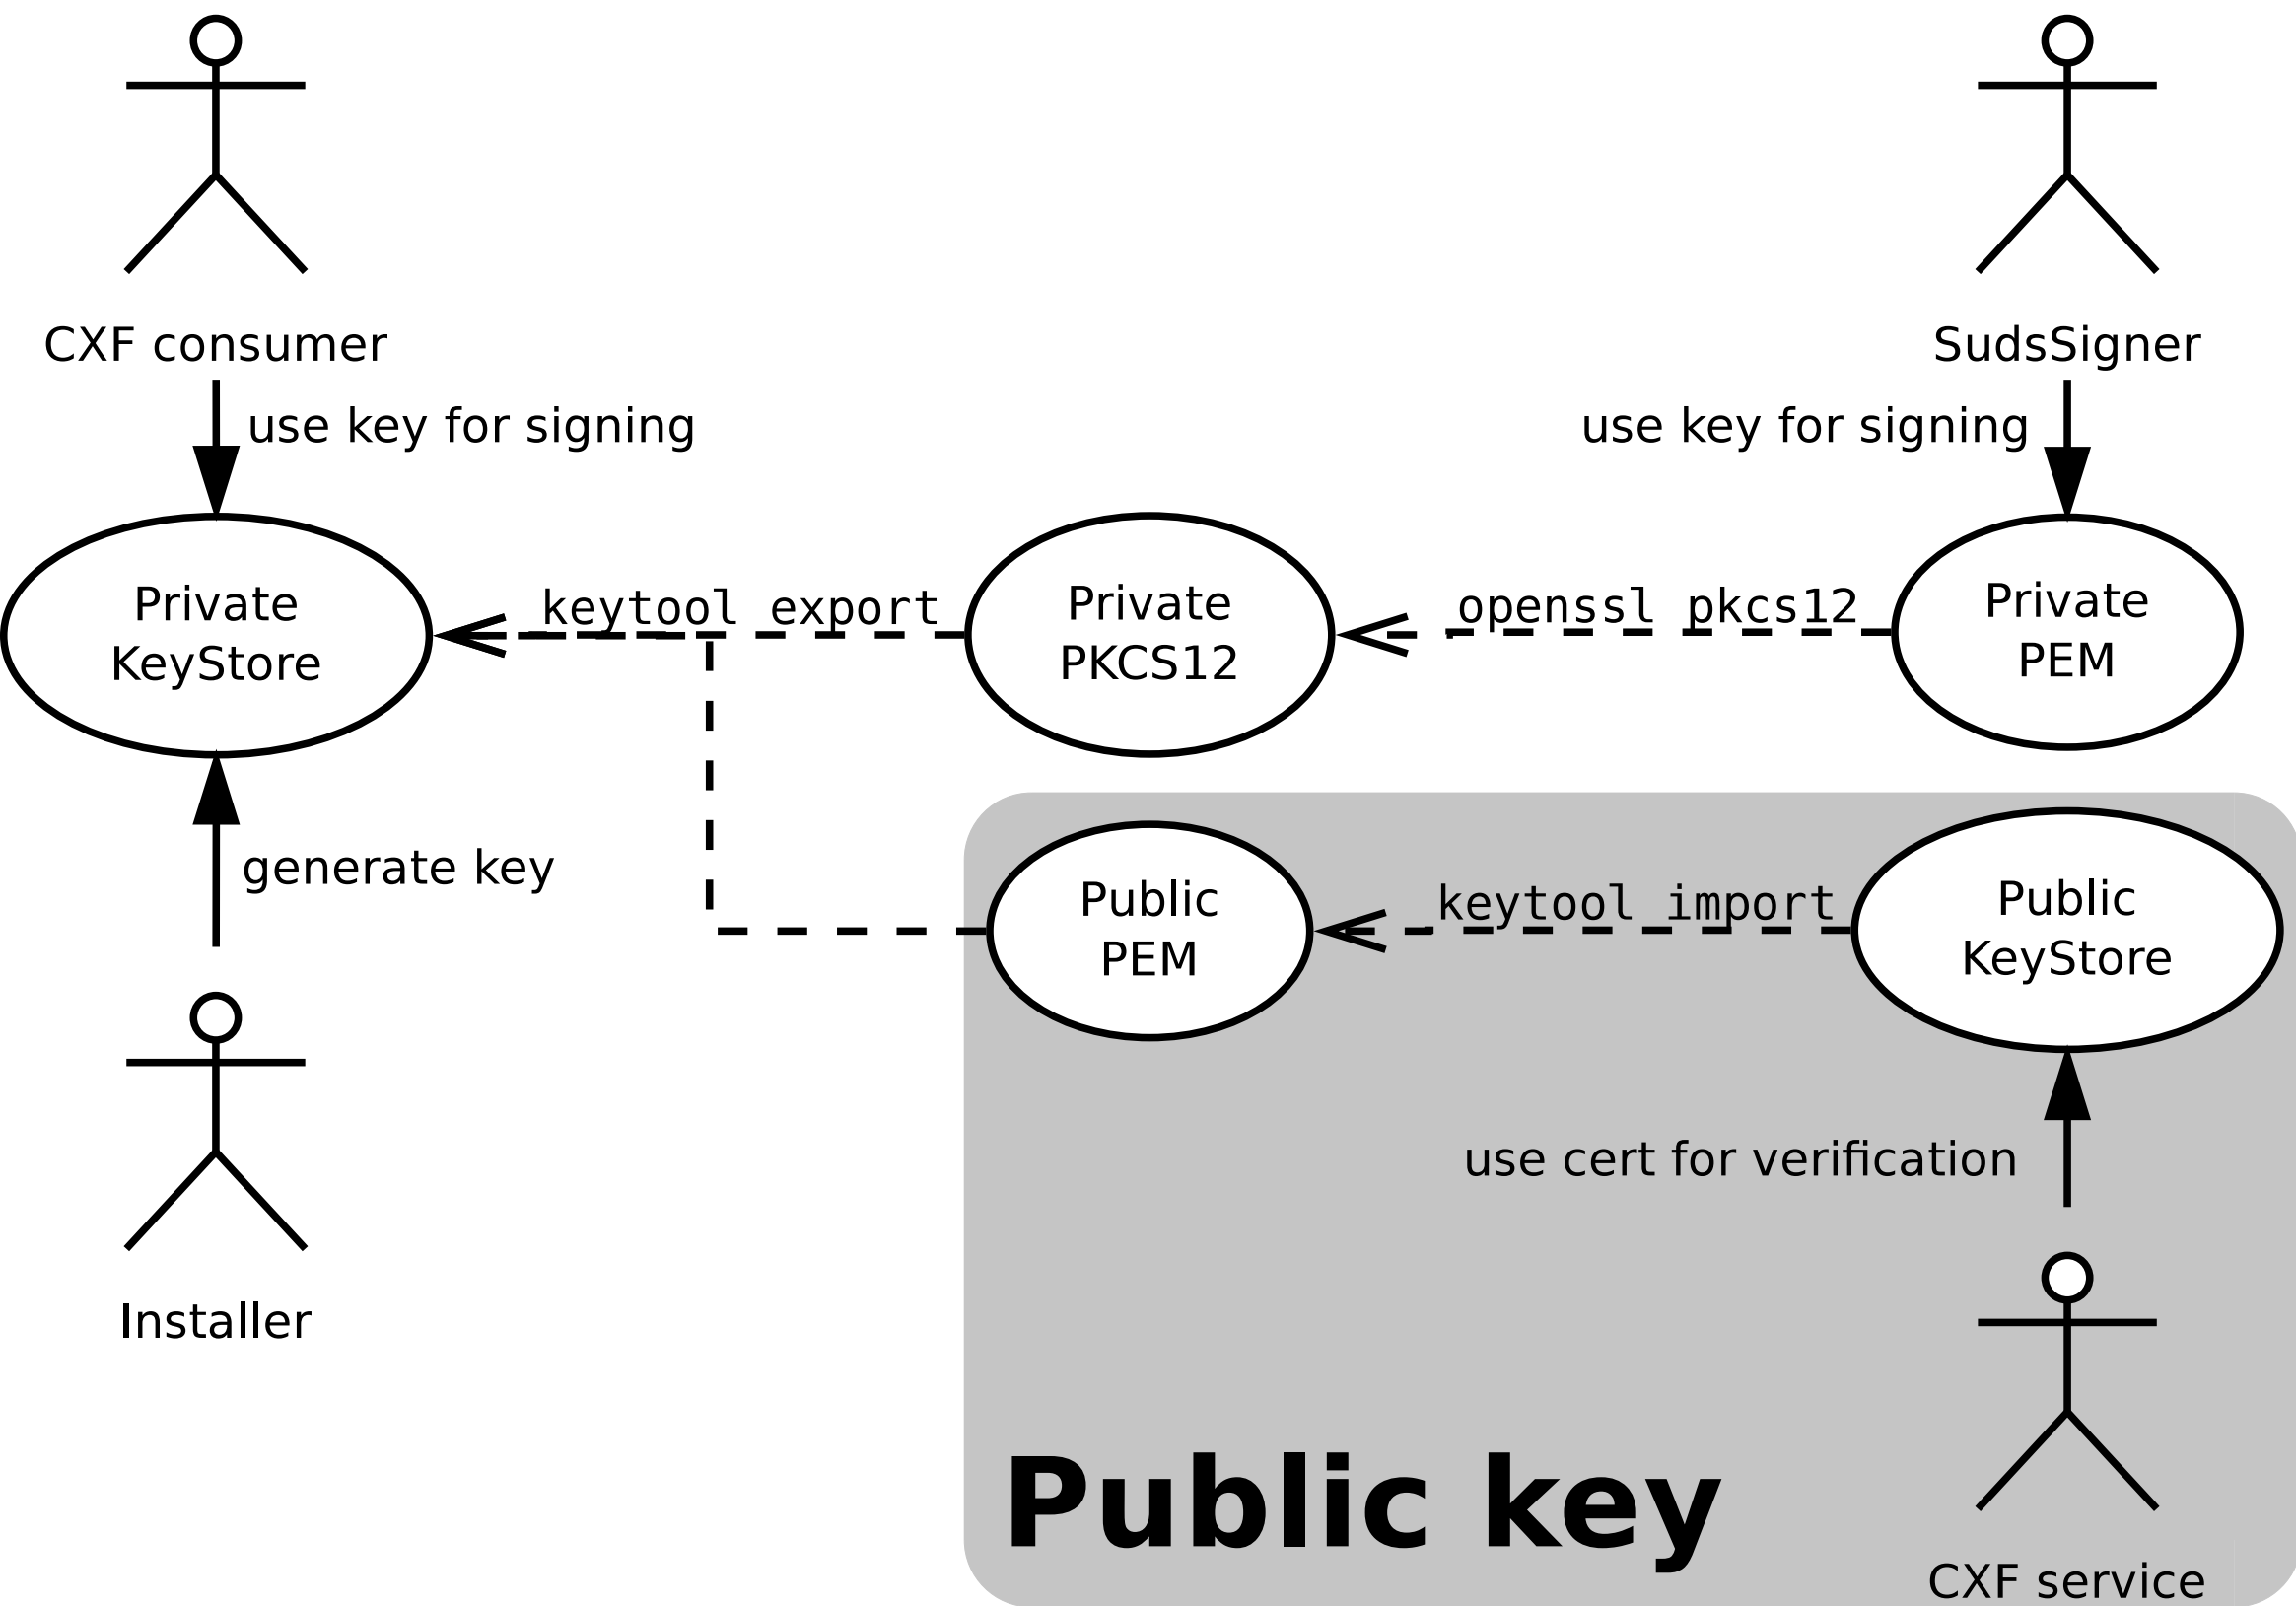 CXF consumer
SudsSigner
use key for signing
use key for signing
Private
KeyStore
keytool export
Private
PKCS12
openssl pkcs12
Private
PEM
generate key
Public
PEM
keytool import
Public
KeyStore
use cert for verification
Installer
Public key
CXF service